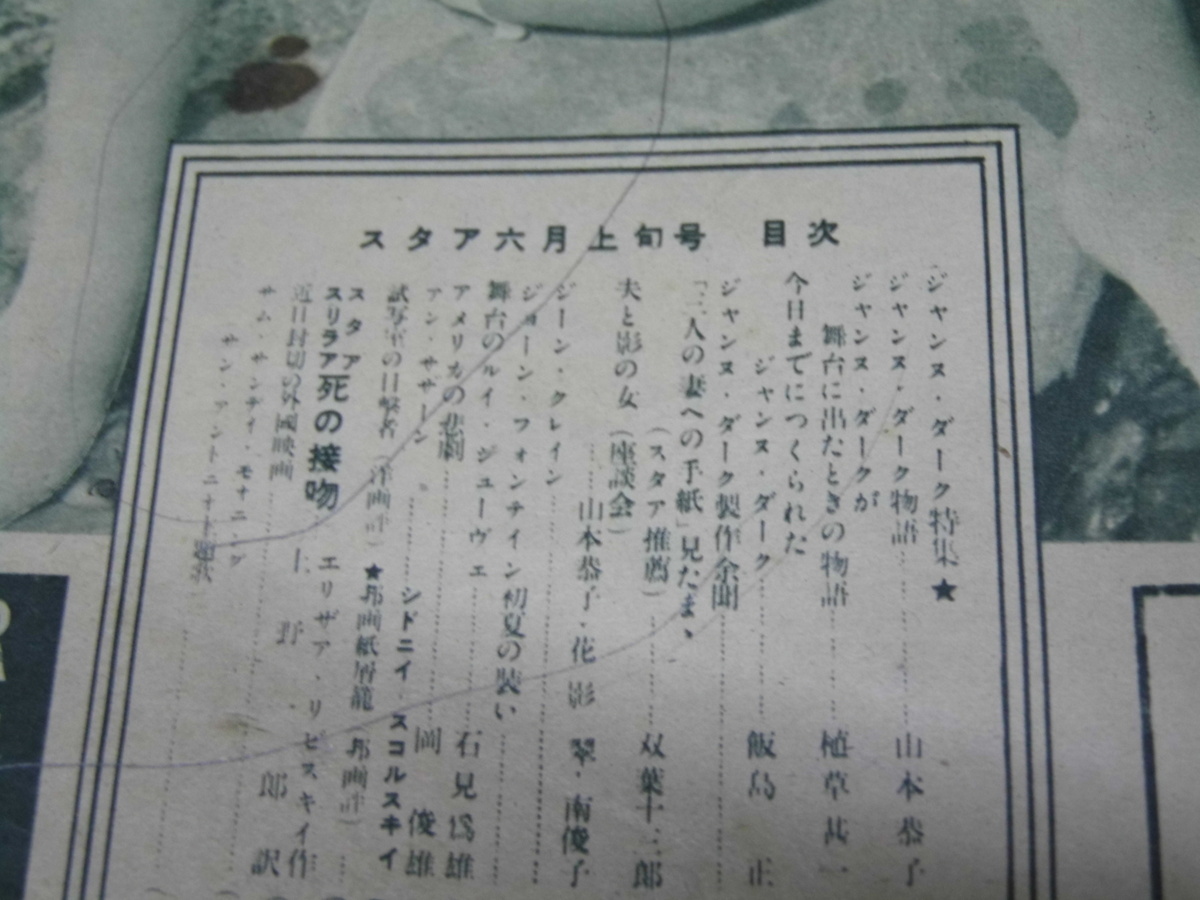 スタア六月上旬号 目次
ジャンヌ・ダーク特集★
ジャンヌ・ダーク物語 山本恭子
ジャンヌ・ダークが
舞台に出たときの物語 植草甚一
今日までにつくられた
ジャンヌ・ダーク 飯島正
ジャンヌ・ダーク製作余聞
「三人の妻への手紙」見たまゝ
(スタア推薦) 双葉十三郎
夫と影の女(座談会)
山本恭子・花影 翠・南俊子
ジーン・クレイン
ジョーン・フォンテイン初夏の装い
舞台のルイ・ジューヴェ
アメリカの悲劇 石見為雄
アン・サザーン 岡俊雄
試写室の目撃者(洋画評) シドニイ・スコルスキイ
★邦画紙屑籠(邦画評)
スタア
スリラア 死の接吻 エリザア・リピスキイ作
郎訳
近日封切の外國映画
サム・サンデイ・モオニング
サン・アントニオ